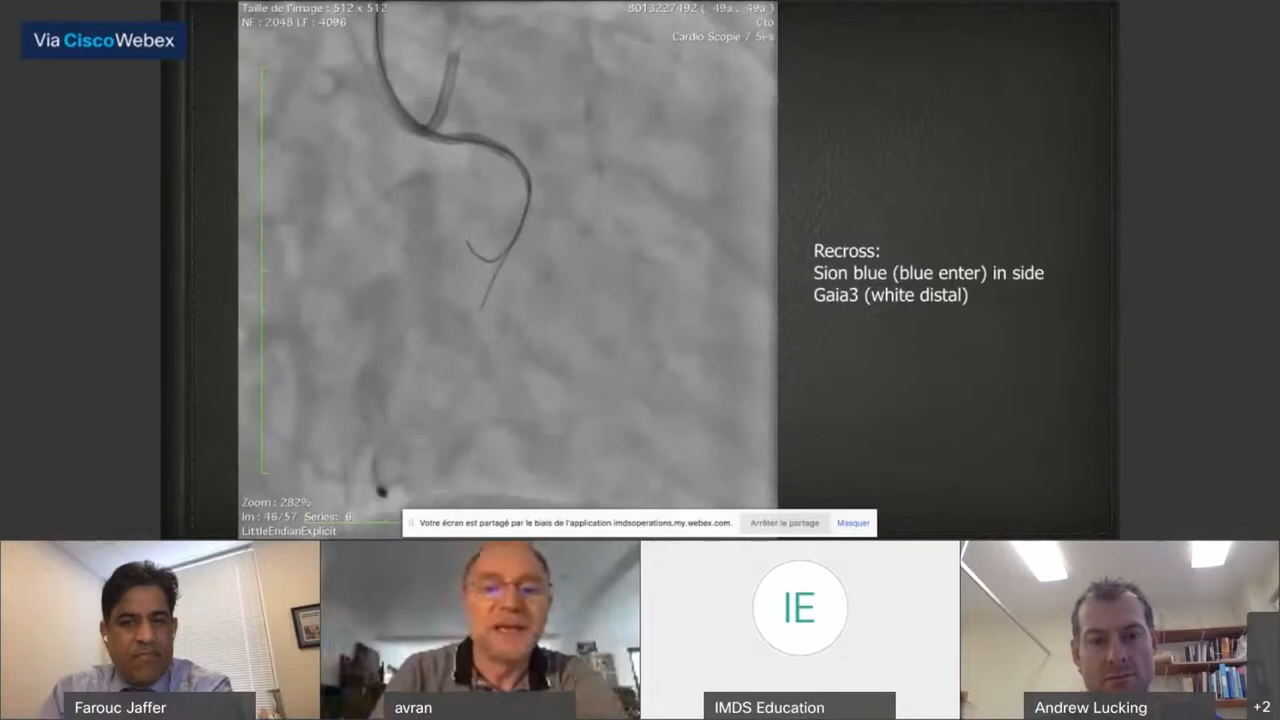 Taille de l'image : 512 x 512
NF : 2048 LF : 4096
8013227492 ( 49a , 49a )
Cto
Cardio Scopie 7 5i-s
Via CiscoWebex
Recross:
Sion blue (blue enter) in side
Gaia3 (white distal)
Zoom : 282%
Im : 46/57 Series: 6
LittleEndianExplicit
Votre écran est partagé par le biais de l'application imdsoperations.my.webex.com.
Arrêter le partage
Masquer
IE
Farouc Jaffer
avran
IMDS Education
Andrew Lucking
+2